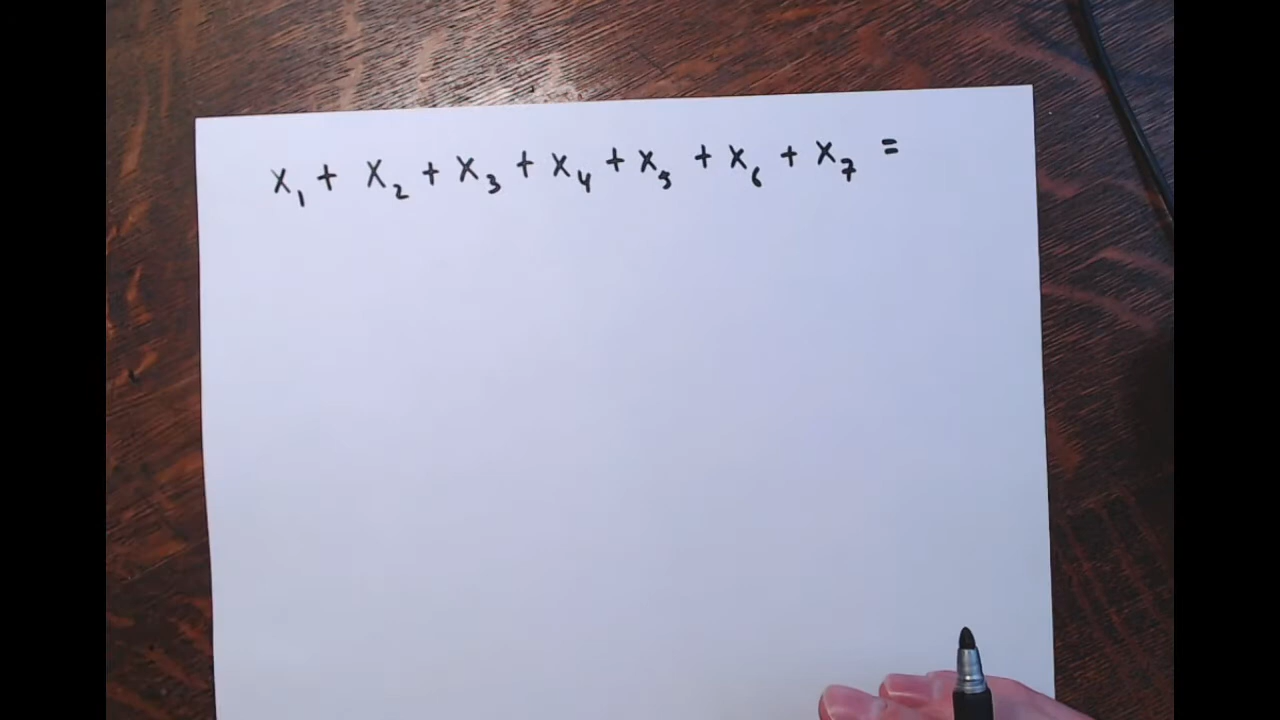 x₁ + x₂ + x₃ + x₄ + x₅ + x₆ + x₇ =